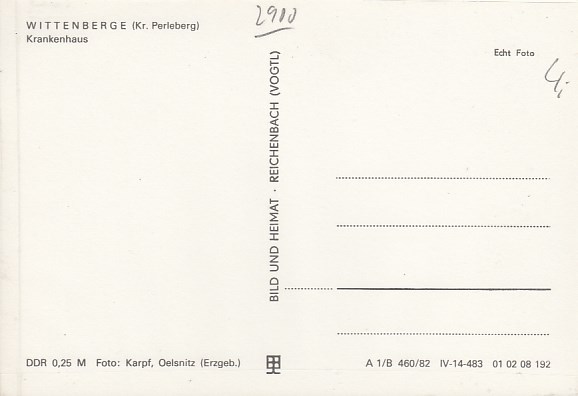 WITTENBERGE (Kr. Perleberg)
Krankenhaus
2900
Echt Foto
BILD UND HEIMAT · REICHENBACH (VOGTL)
DDR 0,25 M Foto: Karpf, Oelsnitz (Erzgeb.)
A 1/B 460/82 IV-14-483 01 02 08 192